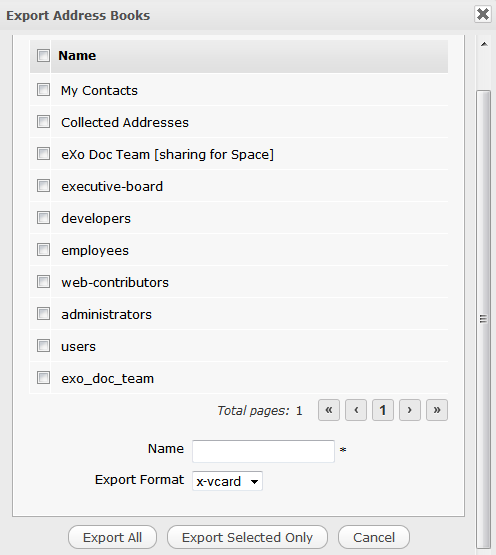 Export Address Books
Name
My Contacts
Collected Addresses
eXo Doc Team [sharing for Space]
executive-board
developers
employees
web-contributors
administrators
users
exo_doc_team
Total pages: 1 « ‹ 1 › »
Name *
Export Format x-vcard
Export All Export Selected Only Cancel